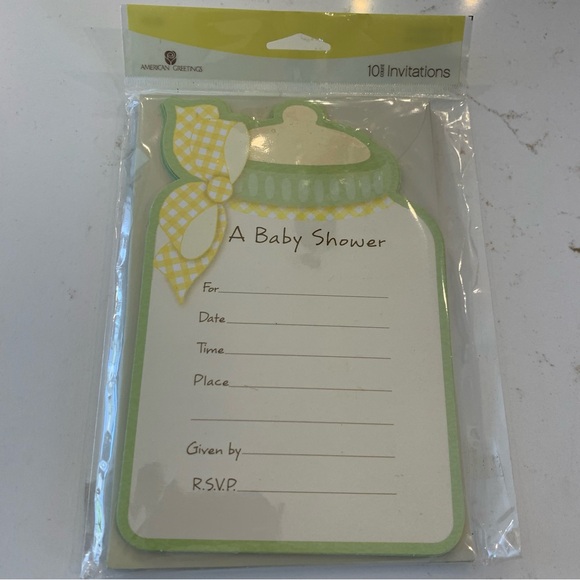 AMERICAN GREETINGS
10 Invitations
A Baby Shower
For
Date
Time
Place
Given by
R.S.V.P.